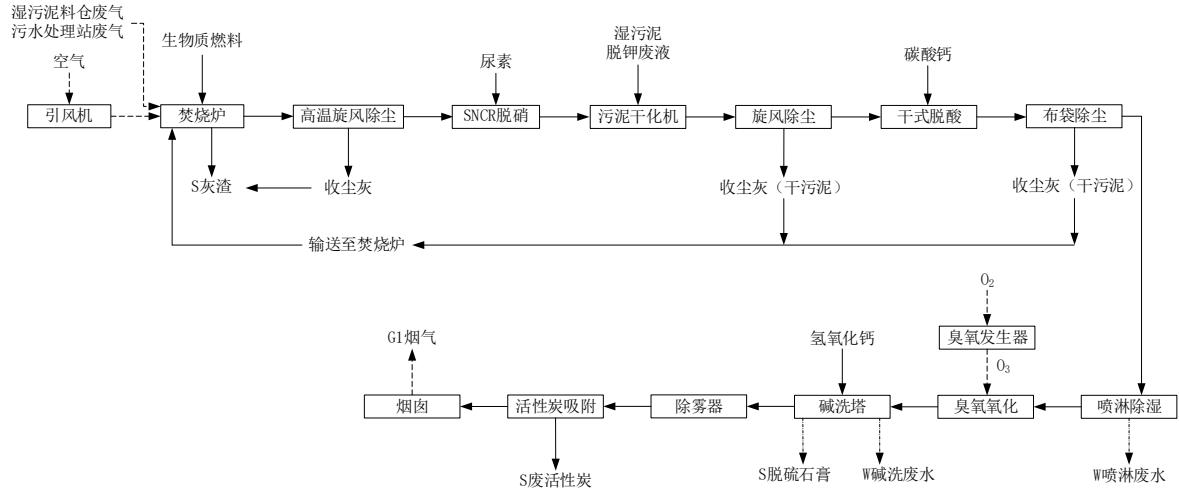 湿污泥料仓废气
污水处理站废气
空气
引风机
生物质燃料
焚烧炉
高温旋风除尘
尿素
SNCR脱硝
湿污泥
脱钾废液
污泥干化机
旋风除尘
碳酸钙
干式脱酸
布袋除尘
S灰渣
收尘灰
收尘灰（干污泥）
收尘灰（干污泥）
输送至焚烧炉
O2
臭氧发生器
O3
G1烟气
氢氧化钙
烟囱
活性炭吸附
除雾器
碱洗塔
臭氧氧化
喷淋除湿
S废活性炭
S脱硫石膏
W碱洗废水
W喷淋废水